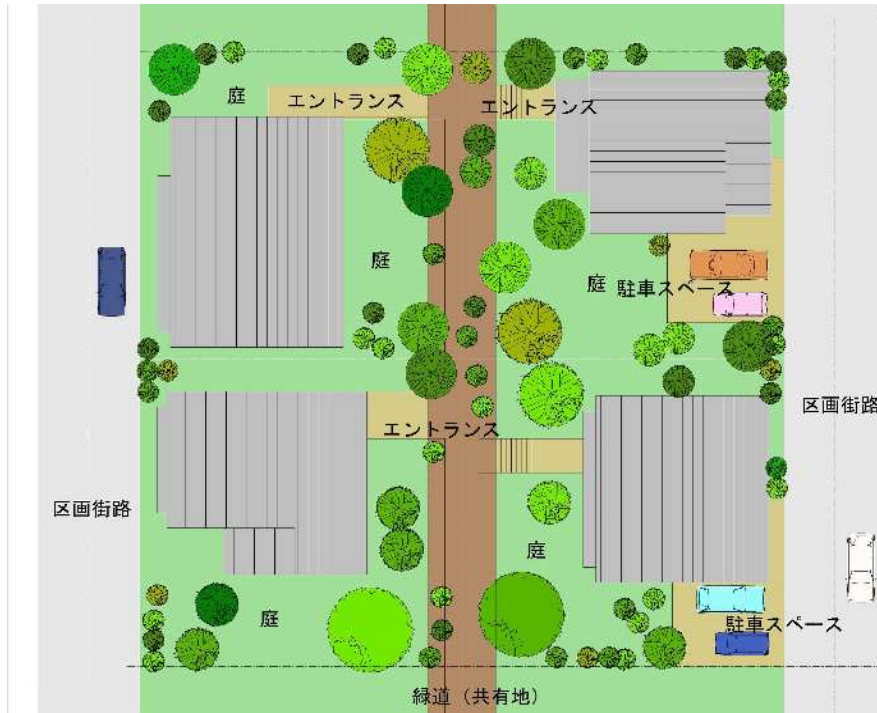 庭
エントランス
エントランス
庭
庭
駐車スペース
区画街路
エントランス
区画街路
庭
庭
駐車スペース
緑道（共有地）